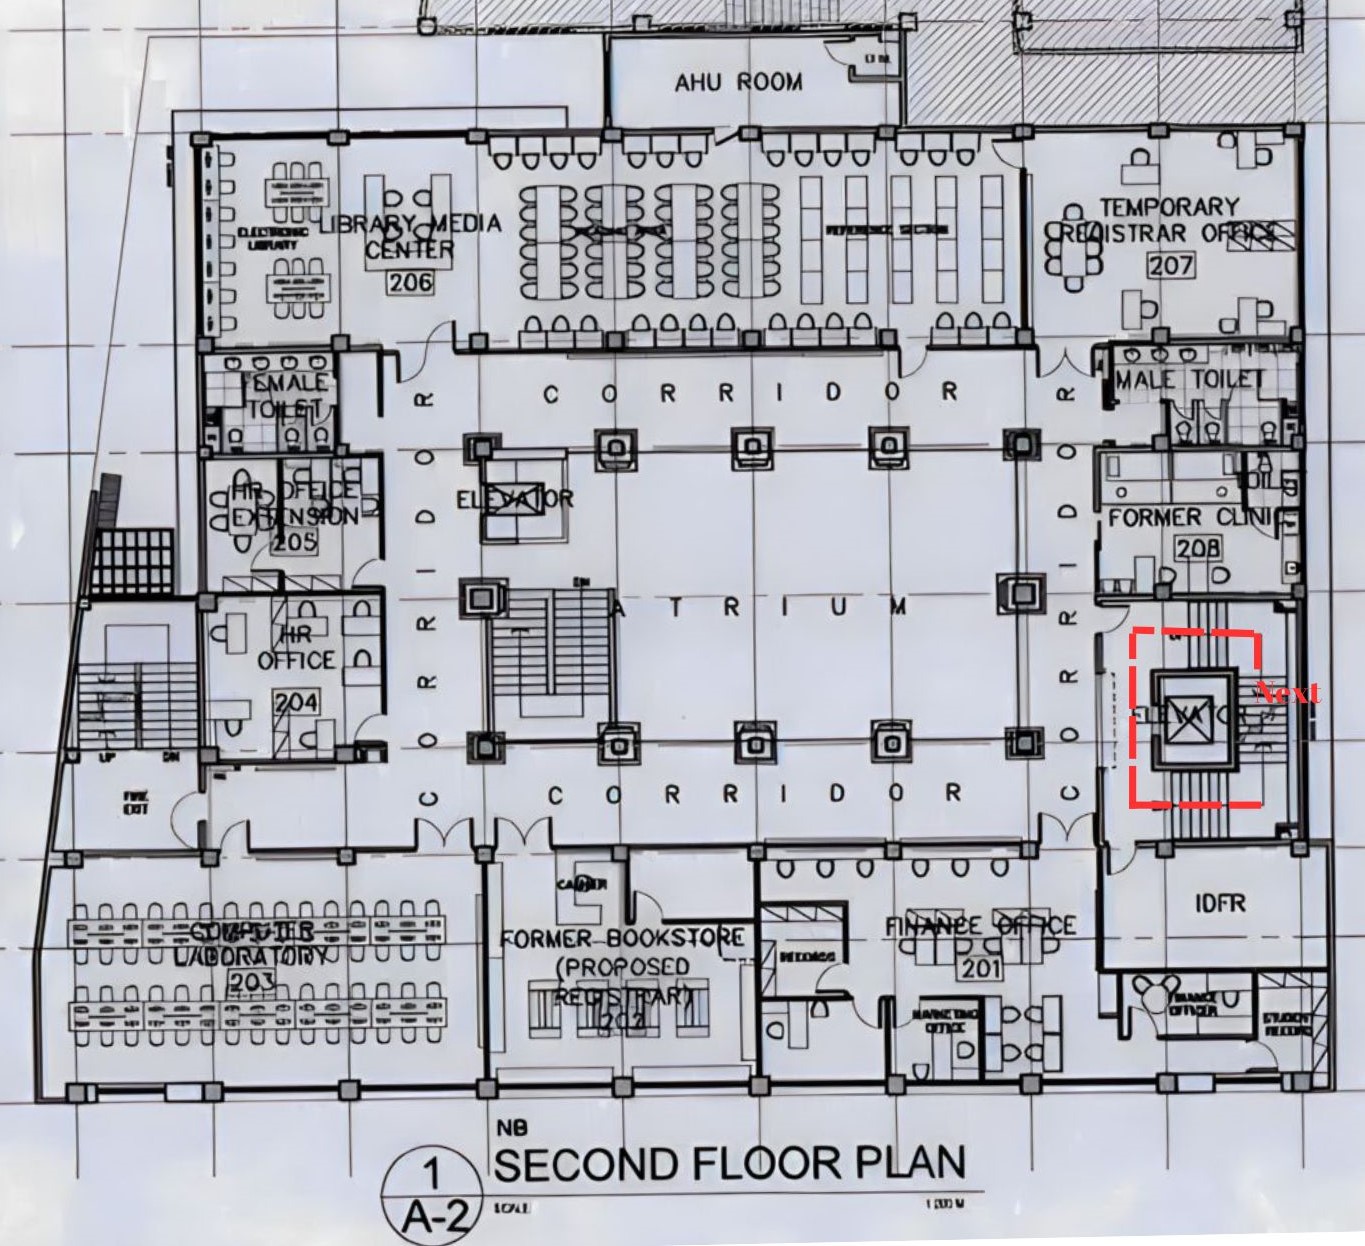 AHU ROOM
LIBRARY MEDIA
CENTER
206
ELECTRONIC
LIBRARY
REFERENCE SECTION
TEMPORARY
REGISTRAR OFFICE
207
FEMALE
TOILET
CORRIDOR
MALE TOILET
CORRIDOR
CORRIDOR
HR OFFICE
EXTENSION
205
ELEVATOR
FORMER CLINIC
208
TOIL
DN
ATRIUM
HR
OFFICE
204
Next
ELEVATOR
UP
DN
FIRE
EXIT
CORRIDOR
CASHIER
IDFR
COMPUTER
LABORATORY
203
FORMER BOOKSTORE
(PROPOSED
REGISTRAR)
202
RECORDS
FINANCE OFFICE
201
MARKETING
OFFICE
FINANCE
OFFICER
STUDENT
RECORD
NB
1
SECOND FLOOR PLAN
A-2
SCALE